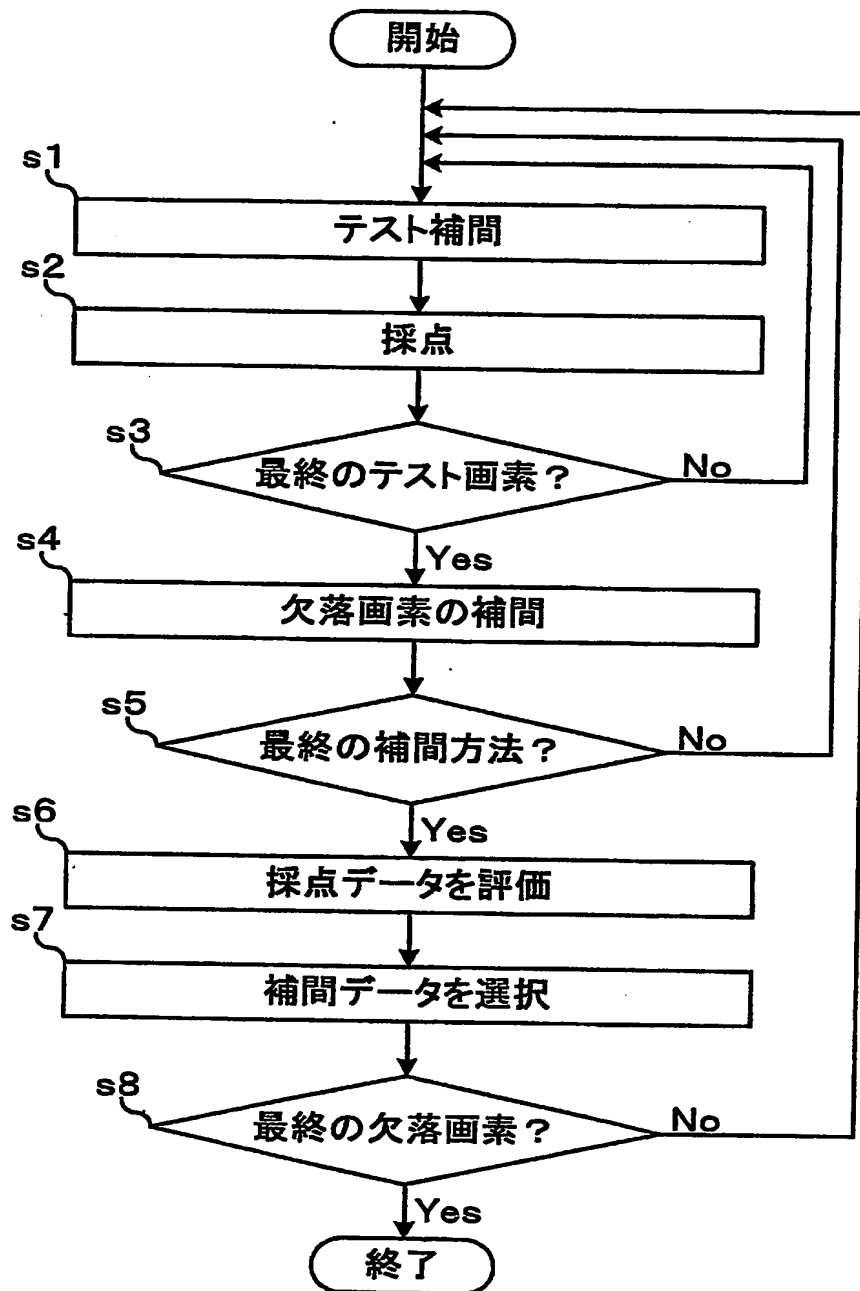 開始
s1
テスト補間
s2
採点
s3
最終のテスト画素？
No
Yes
s4
欠落画素の補間
s5
最終の補間方法？
No
Yes
s6
採点データを評価
s7
補間データを選択
s8
最終の欠落画素？
No
Yes
終了